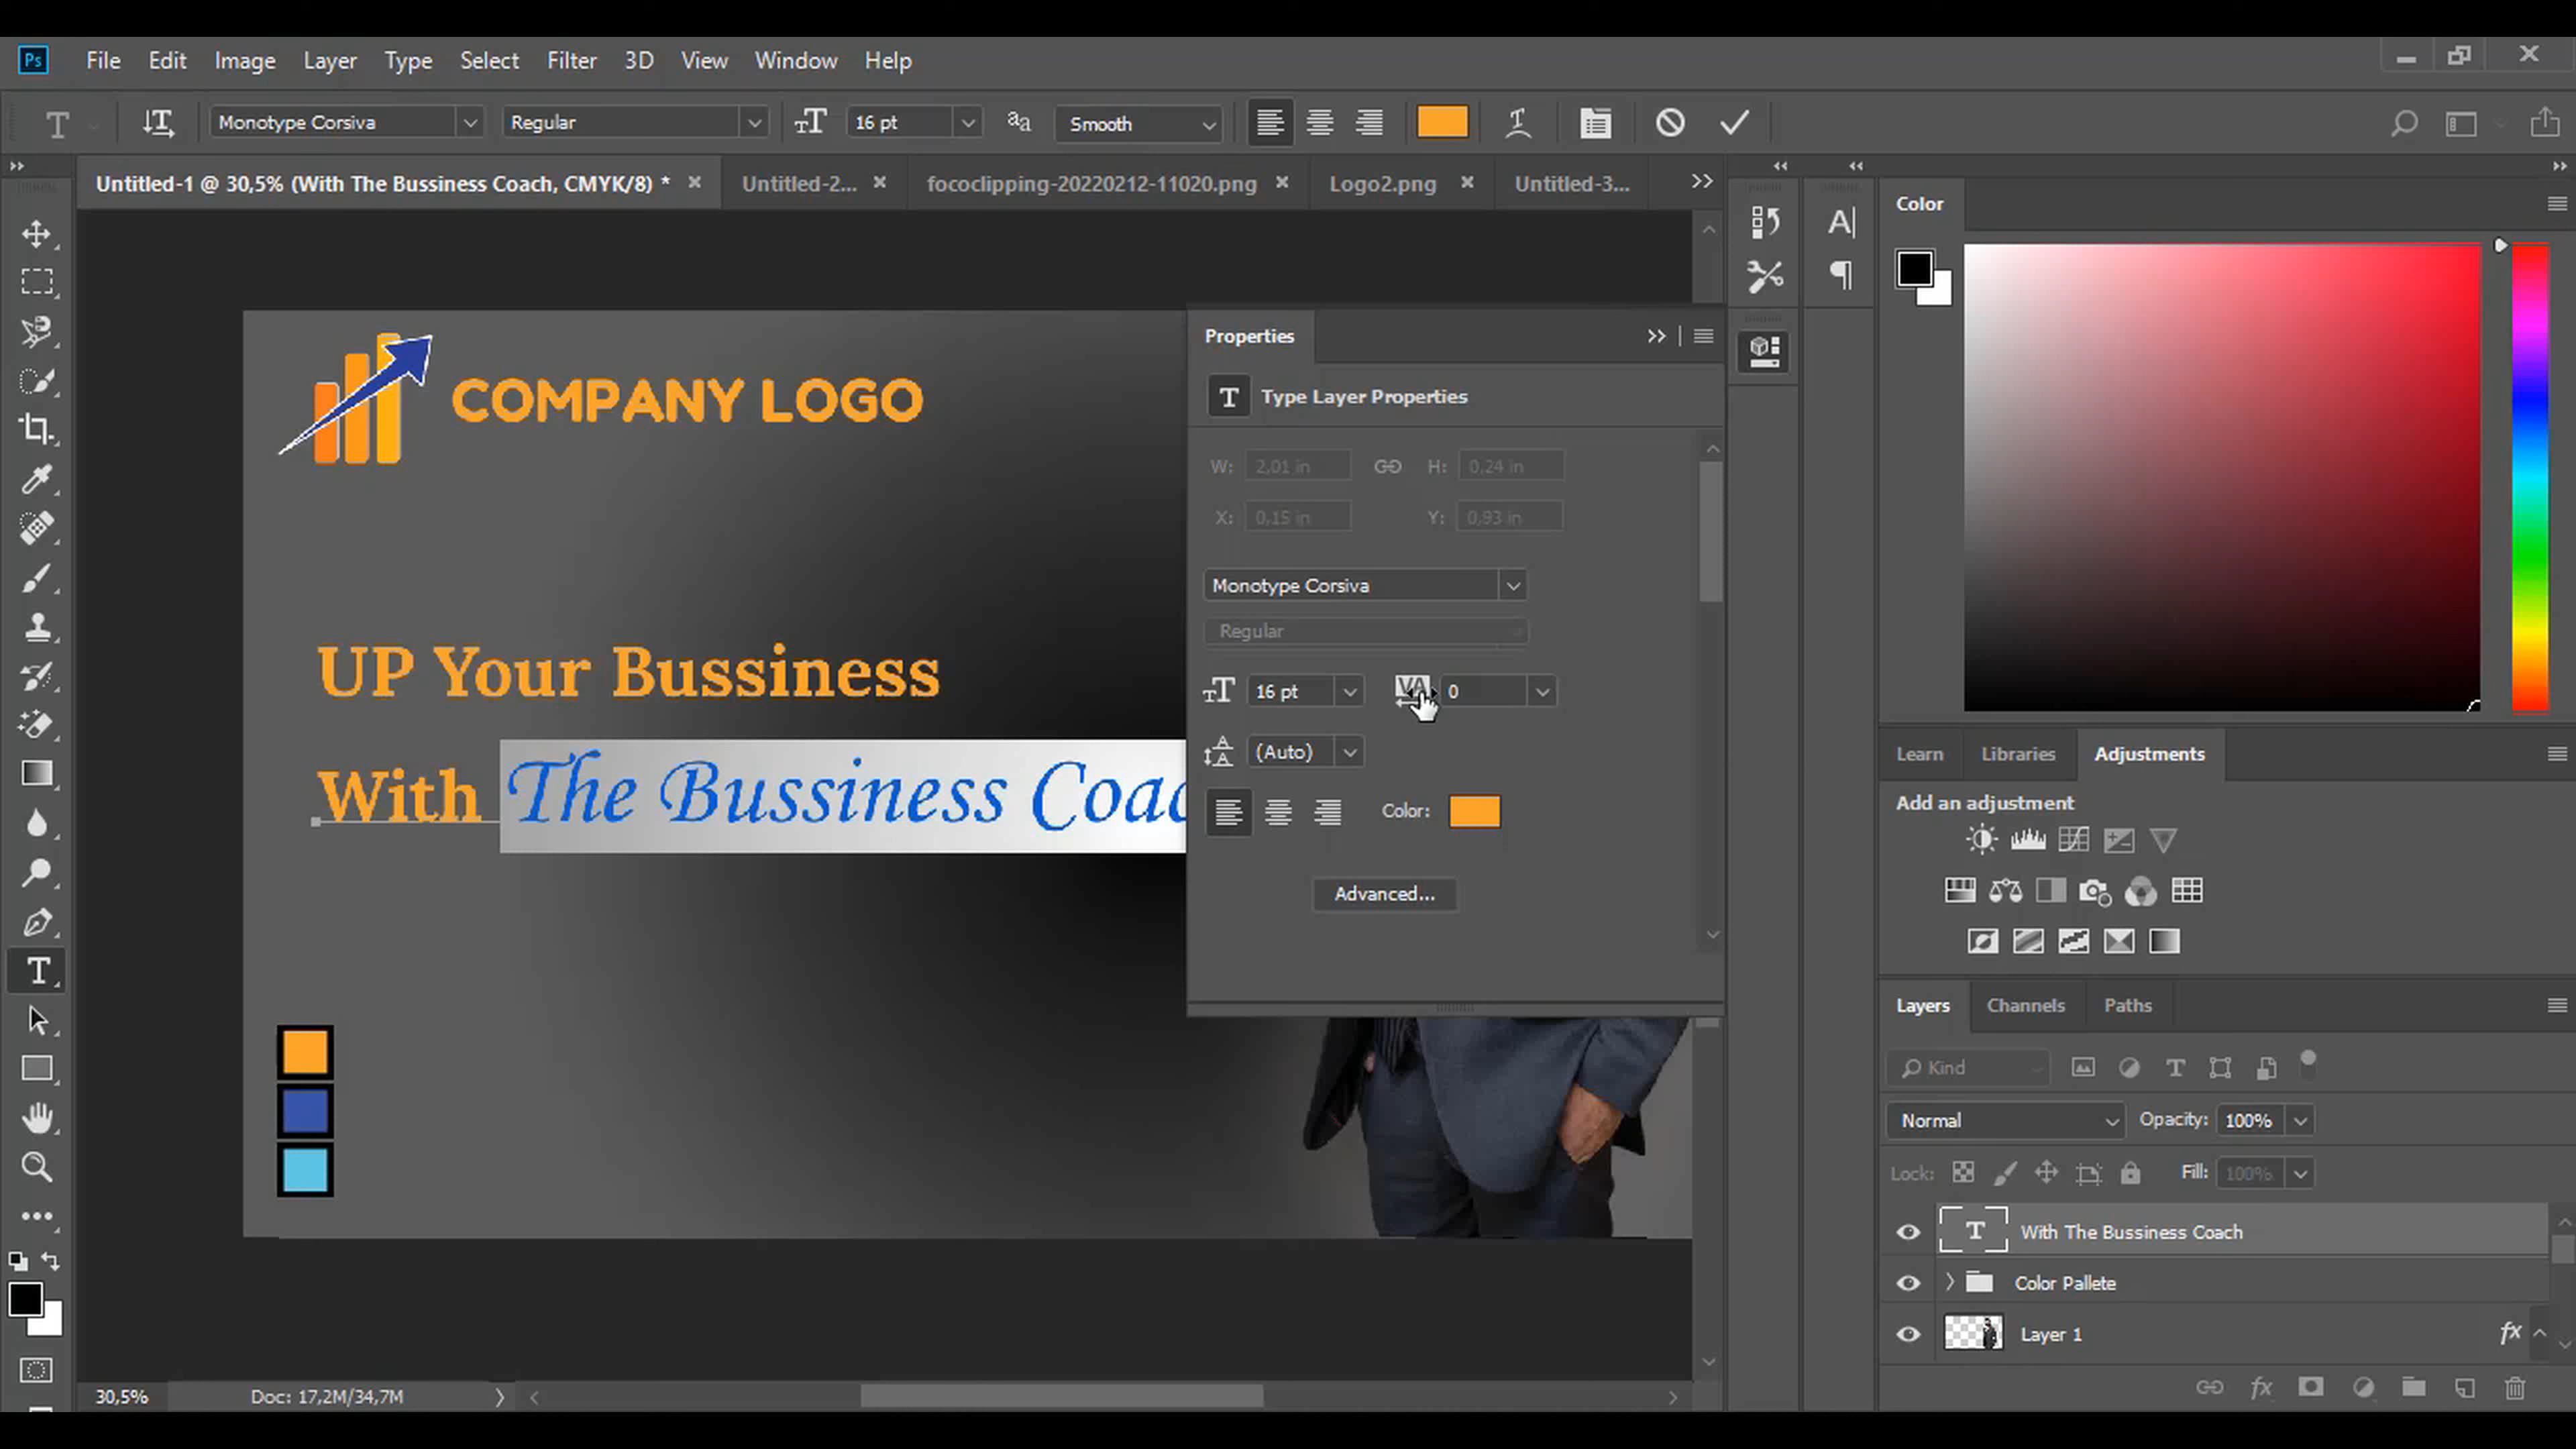 Ps File Edit Image Layer Type Select Filter 3D View Window Help
T Monotype Corsiva Regular 16 pt aa Smooth
Untitled-1 @ 30,5% (With The Bussiness Coach, CMYK/8) * Untitled-2... fococlipping-20220212-11020.png Logo2.png Untitled-3...
Color
COMPANY LOGO
UP Your Bussiness
With The Bussiness Coac
Properties
T Type Layer Properties
W: 2,01 in H: 0,24 in
X: 0,15 in Y: 0,93 in
Monotype Corsiva
Regular
16 pt VA 0
(Auto)
Color:
Advanced...
Learn Libraries Adjustments
Add an adjustment
Layers Channels Paths
Kind
Normal Opacity: 100%
Lock: Fill: 100%
T With The Bussiness Coach
Color Pallete
Layer 1 fx
fx
30,5% Doc: 17,2M/34,7M